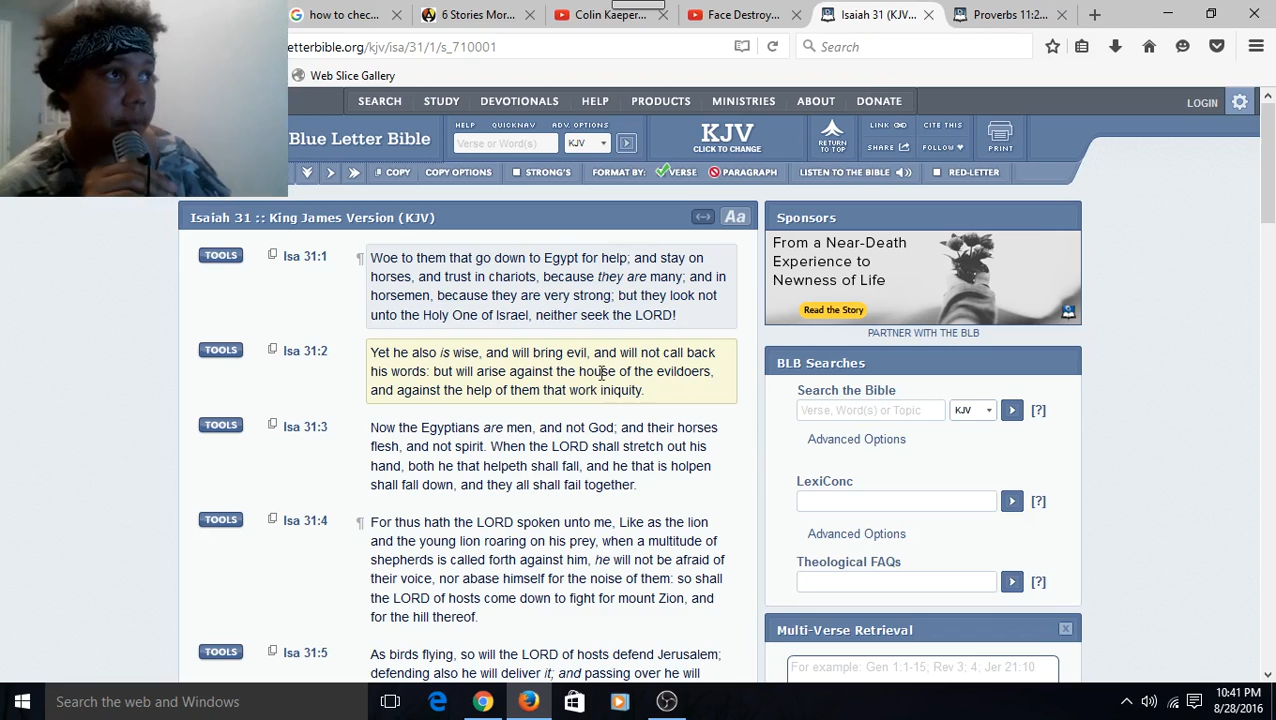 how to chec...
6 Stories Mor...
Colin Kaeper...
Face Destroy...
Isaiah 31 (KJV...
Proverbs 11:2...
etterbible.org/kjv/isa/31/1/s_710001
Search
Web Slice Gallery
SEARCH STUDY DEVOTIONALS HELP PRODUCTS MINISTRIES ABOUT DONATE
LOGIN
Blue Letter Bible
HELP QUICKNAV ADV. OPTIONS
Verse or Word(s)
KJV
KJV
CLICK TO CHANGE
RETURN
TO TOP
LINK
CITE THIS
SHARE
FOLLOW
PRINT
COPY COPY OPTIONS STRONG'S FORMAT BY: VERSE PARAGRAPH LISTEN TO THE BIBLE RED-LETTER
Isaiah 31 :: King James Version (KJV)
Aa
TOOLS
Isa 31:1
¶ Woe to them that go down to Egypt for help; and stay on
horses, and trust in chariots, because they are many; and in
horsemen, because they are very strong; but they look not
unto the Holy One of Israel, neither seek the LORD!
TOOLS
Isa 31:2
Yet he also is wise, and will bring evil, and will not call back
his words: but will arise against the house of the evildoers,
and against the help of them that work iniquity.
TOOLS
Isa 31:3
Now the Egyptians are men, and not God; and their horses
flesh, and not spirit. When the LORD shall stretch out his
hand, both he that helpeth shall fall, and he that is holpen
shall fall down, and they all shall fail together.
TOOLS
Isa 31:4
¶ For thus hath the LORD spoken unto me, Like as the lion
and the young lion roaring on his prey, when a multitude of
shepherds is called forth against him, he will not be afraid of
their voice, nor abase himself for the noise of them: so shall
the LORD of hosts come down to fight for mount Zion, and
for the hill thereof.
TOOLS
Isa 31:5
As birds flying, so will the LORD of hosts defend Jerusalem;
defending also he will deliver it; and passing over he will
Sponsors
From a Near-Death
Experience to
Newness of Life
Read the Story
PARTNER WITH THE BLB
BLB Searches
Search the Bible
Verse, Word(s) or Topic
KJV
[?]
Advanced Options
LexiConc
[?]
Advanced Options
Theological FAQs
[?]
Multi-Verse Retrieval
x
For example: Gen 1.1-15; Rev 3; 4; Jer 21:10
Search the web and Windows
10:41 PM
8/28/2016